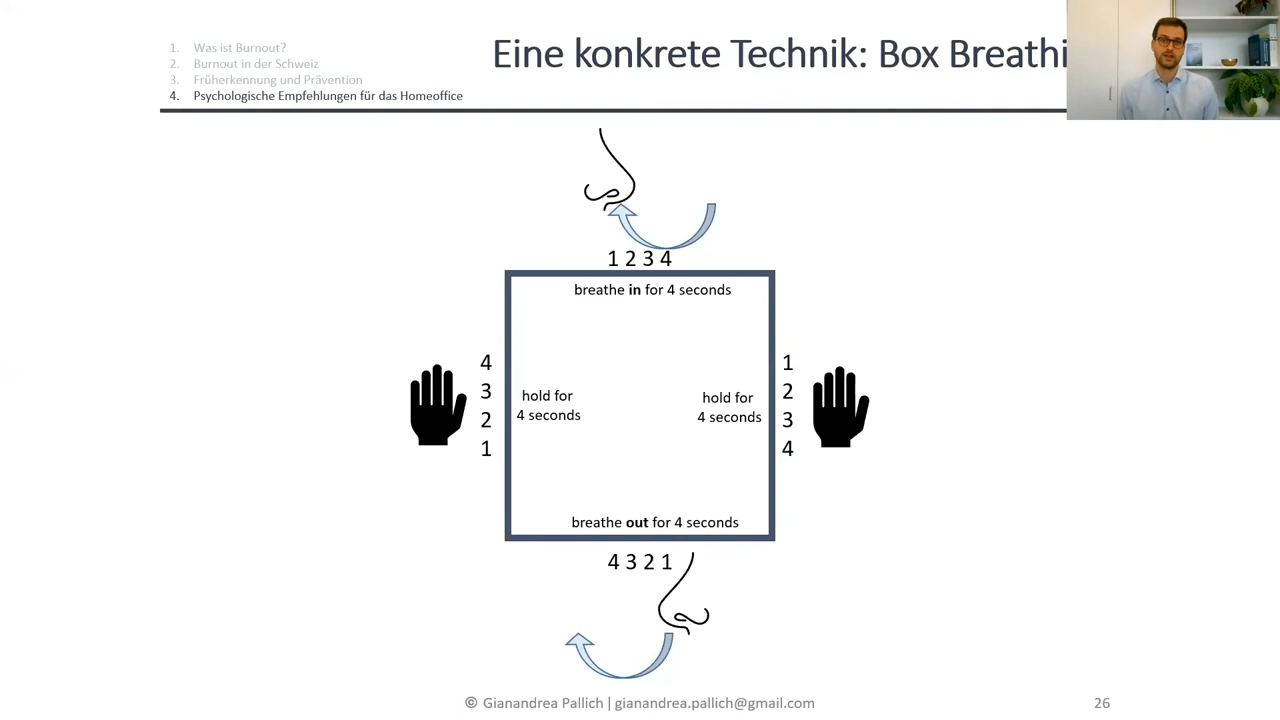 1. Was ist Burnout?
2. Burnout in der Schweiz
3. Früherkennung und Prävention
4. Psychologische Empfehlungen für das Homeoffice
Eine konkrete Technik: Box Breathi
1 2 3 4
breathe in for 4 seconds
4
3
2
1
hold for
4 seconds
hold for
4 seconds
1
2
3
4
breathe out for 4 seconds
4 3 2 1
© Gianandrea Pallich | gianandrea.pallich@gmail.com
26